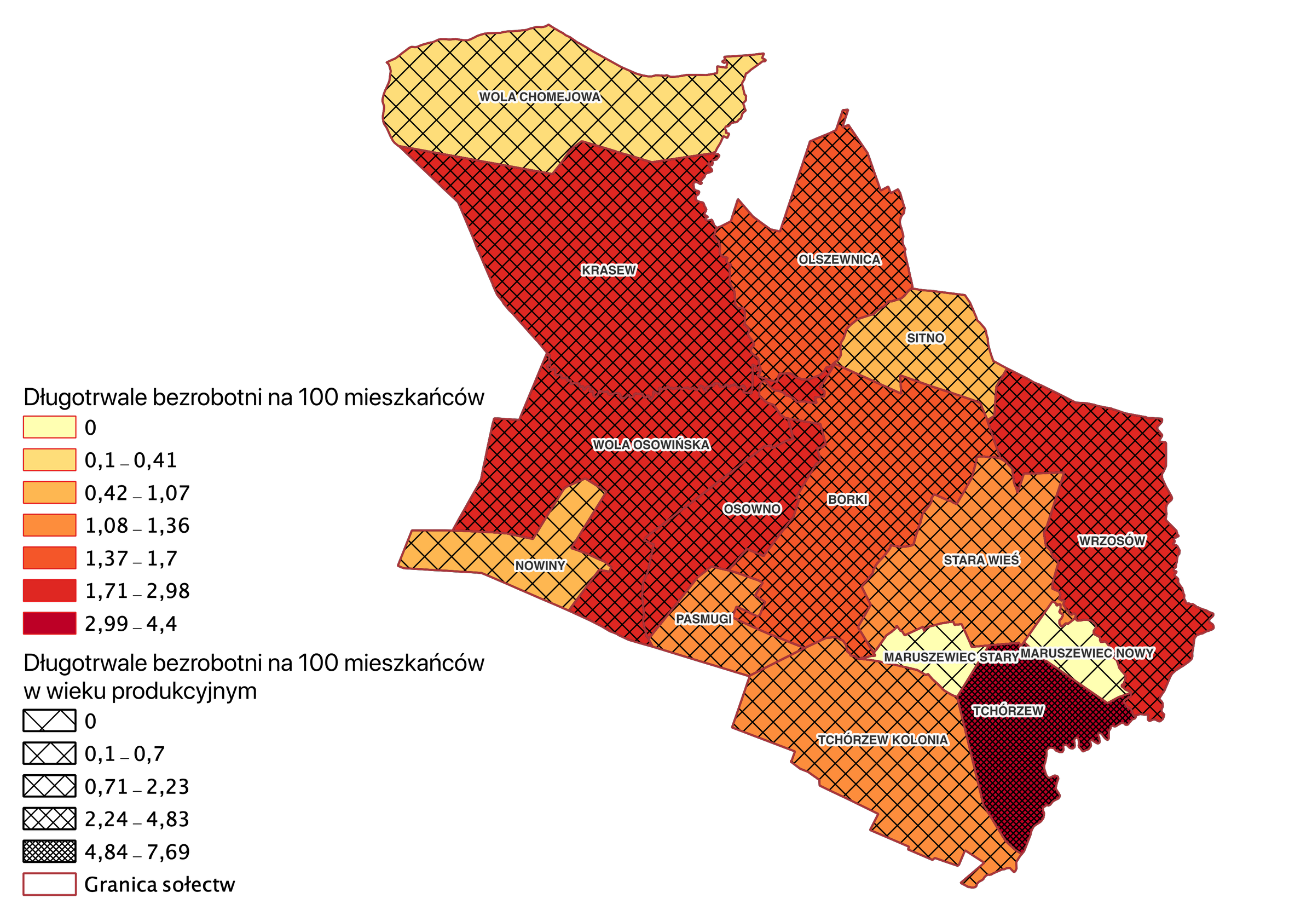 WOLA CHOMEJOWA
OLSZEWNICA
KRASEW
SITNO
Długotrwale bezrobotni na 100 mieszkańców
0
0,1 – 0,41
0,42 – 1,07
1,08 – 1,36
1,37 – 1,7
1,71 – 2,98
2,99 – 4,4
Długotrwale bezrobotni na 100 mieszkańców
w wieku produkcyjnym
0
0,1 – 0,7
0,71 – 2,23
2,24 – 4,83
4,84 – 7,69
Granica sołectw
WOLA OSOWIŃSKA
OSOWNO
BORKI
WRZOSÓW
STARA WIEŚ
NOWINY
PASMUGI
MARUSZEWIEC STARY
MARUSZEWIEC NOWY
TCHÓRZEW
TCHÓRZEW KOLONIA